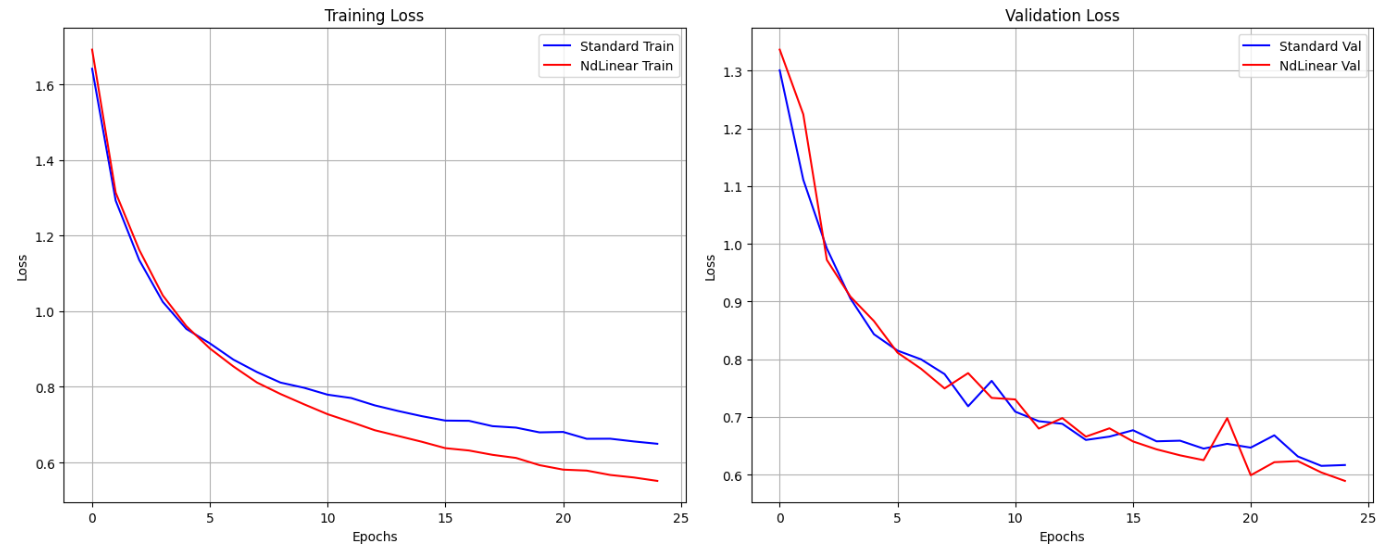 Training Loss
Standard Train
NdLinear Train
1.6
1.4
1.2
1.0
0.8
0.6
Loss
0 5 10 15 20 25
Epochs
Validation Loss
Standard Val
NdLinear Val
1.3
1.2
1.1
1.0
0.9
0.8
0.7
0.6
Loss
0 5 10 15 20 25
Epochs